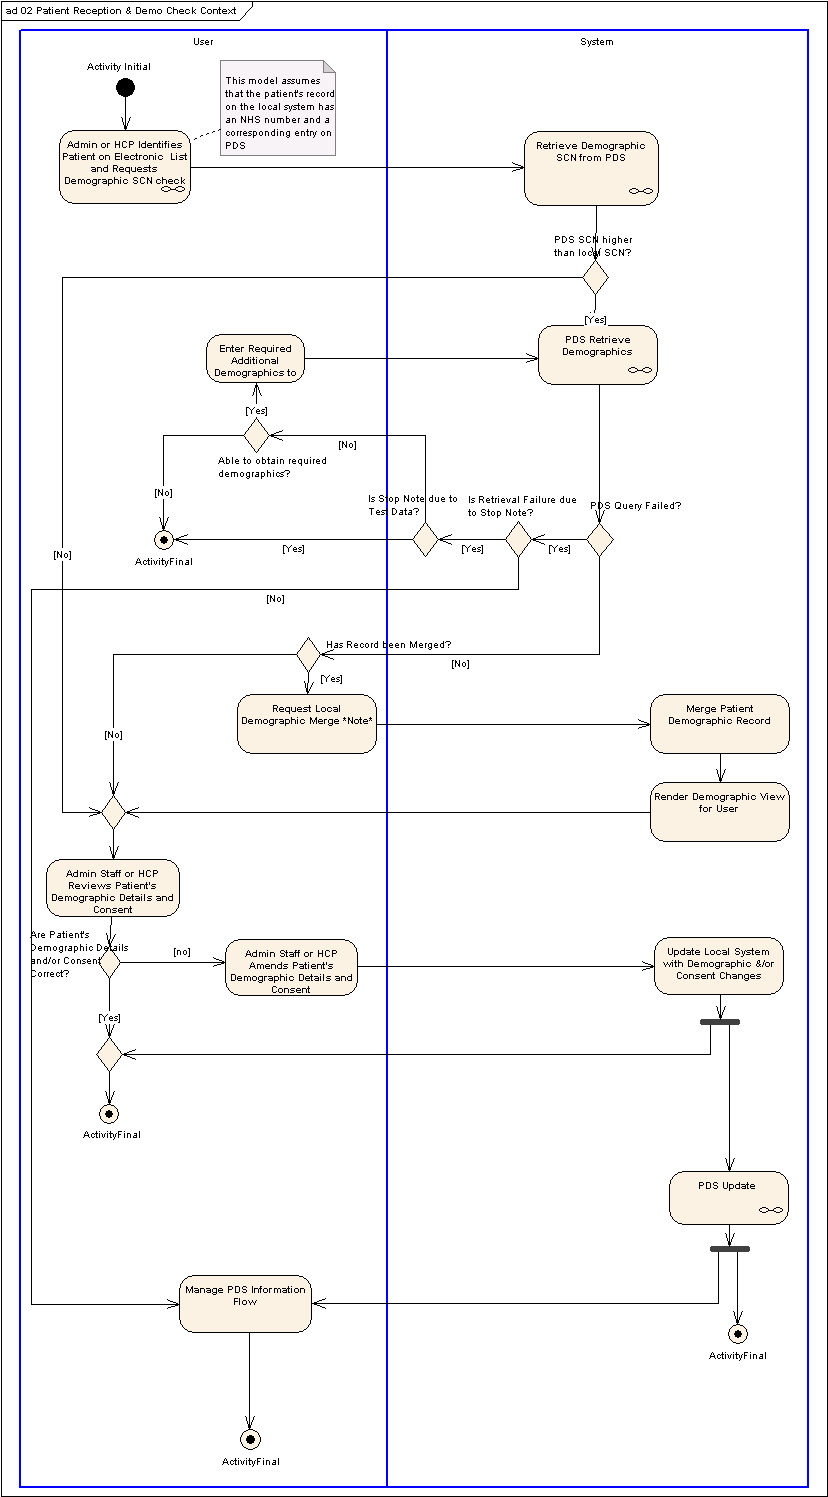 ad 02 Patient Reception & Demo Check Context
User
System
Activity Initial
This model assumes
that the patient's record
on the local system has
an NHS number and a
corresponding entry on
PDS
Admin or HCP Identifies
Patient on Electronic List
and Requests
Demographic SCN check
Retrieve Demographic
SCN from PDS
PDS SCN higher
than local SCN?
[Yes]
PDS Retrieve
Demographics
Enter Required
Additional
Demographics to
[Yes]
[No]
Able to obtain required
demographics?
[No]
Is Stop Note due to
Test Data?
Is Retrieval Failure due
to Stop Note?
PDS Query Failed?
[Yes]
[Yes]
[Yes]
ActivityFinal
[No]
[No]
Has Record been Merged?
[No]
[Yes]
Request Local
Demographic Merge *Note*
Merge Patient
Demographic Record
[No]
Render Demographic View
for User
Admin Staff or HCP
Reviews Patient's
Demographic Details and
Consent
Are Patient's
Demographic Details
and/or Consent
Correct?
[no]
Admin Staff or HCP
Amends Patient's
Demographic Details and
Consent
Update Local System
with Demographic &/or
Consent Changes
[Yes]
ActivityFinal
PDS Update
Manage PDS Information
Flow
ActivityFinal
ActivityFinal